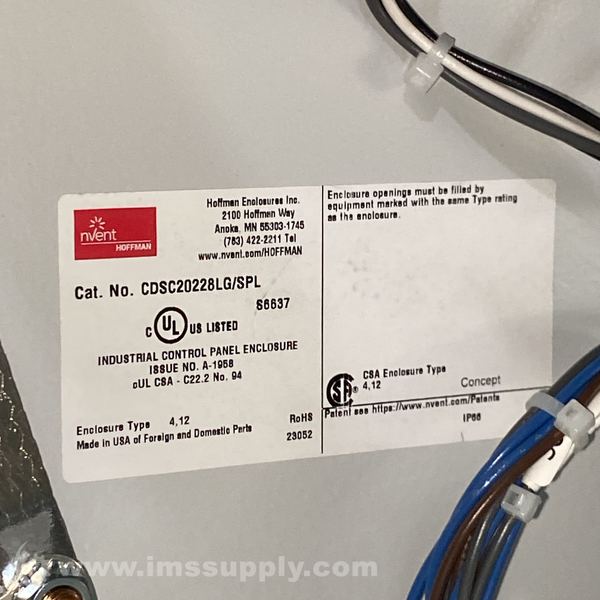 nvent
HOFFMAN
Hoffman Enclosures Inc.
2100 Hoffman Way
Anoka, MN 55303-1745
(763) 422-2211 Tel
www.nvent.com/HOFFMAN
Cat. No. CDSC20228LG/SPL
S6637
C UL US LISTED
INDUSTRIAL CONTROL PANEL ENCLOSURE
ISSUE NO. A-1958
cUL CSA - C22.2 No. 94
Enclosure Type 4,12
RoHS
Made in USA of Foreign and Domestic Parts
23052
Enclosure openings must be filled by
equipment marked with the same Type rating
as the enclosure.
CSA ®
CSA Enclosure Type
4,12
Concept
Patent see https://www.nvent.com/Patents
IP66
www.imssupply.com